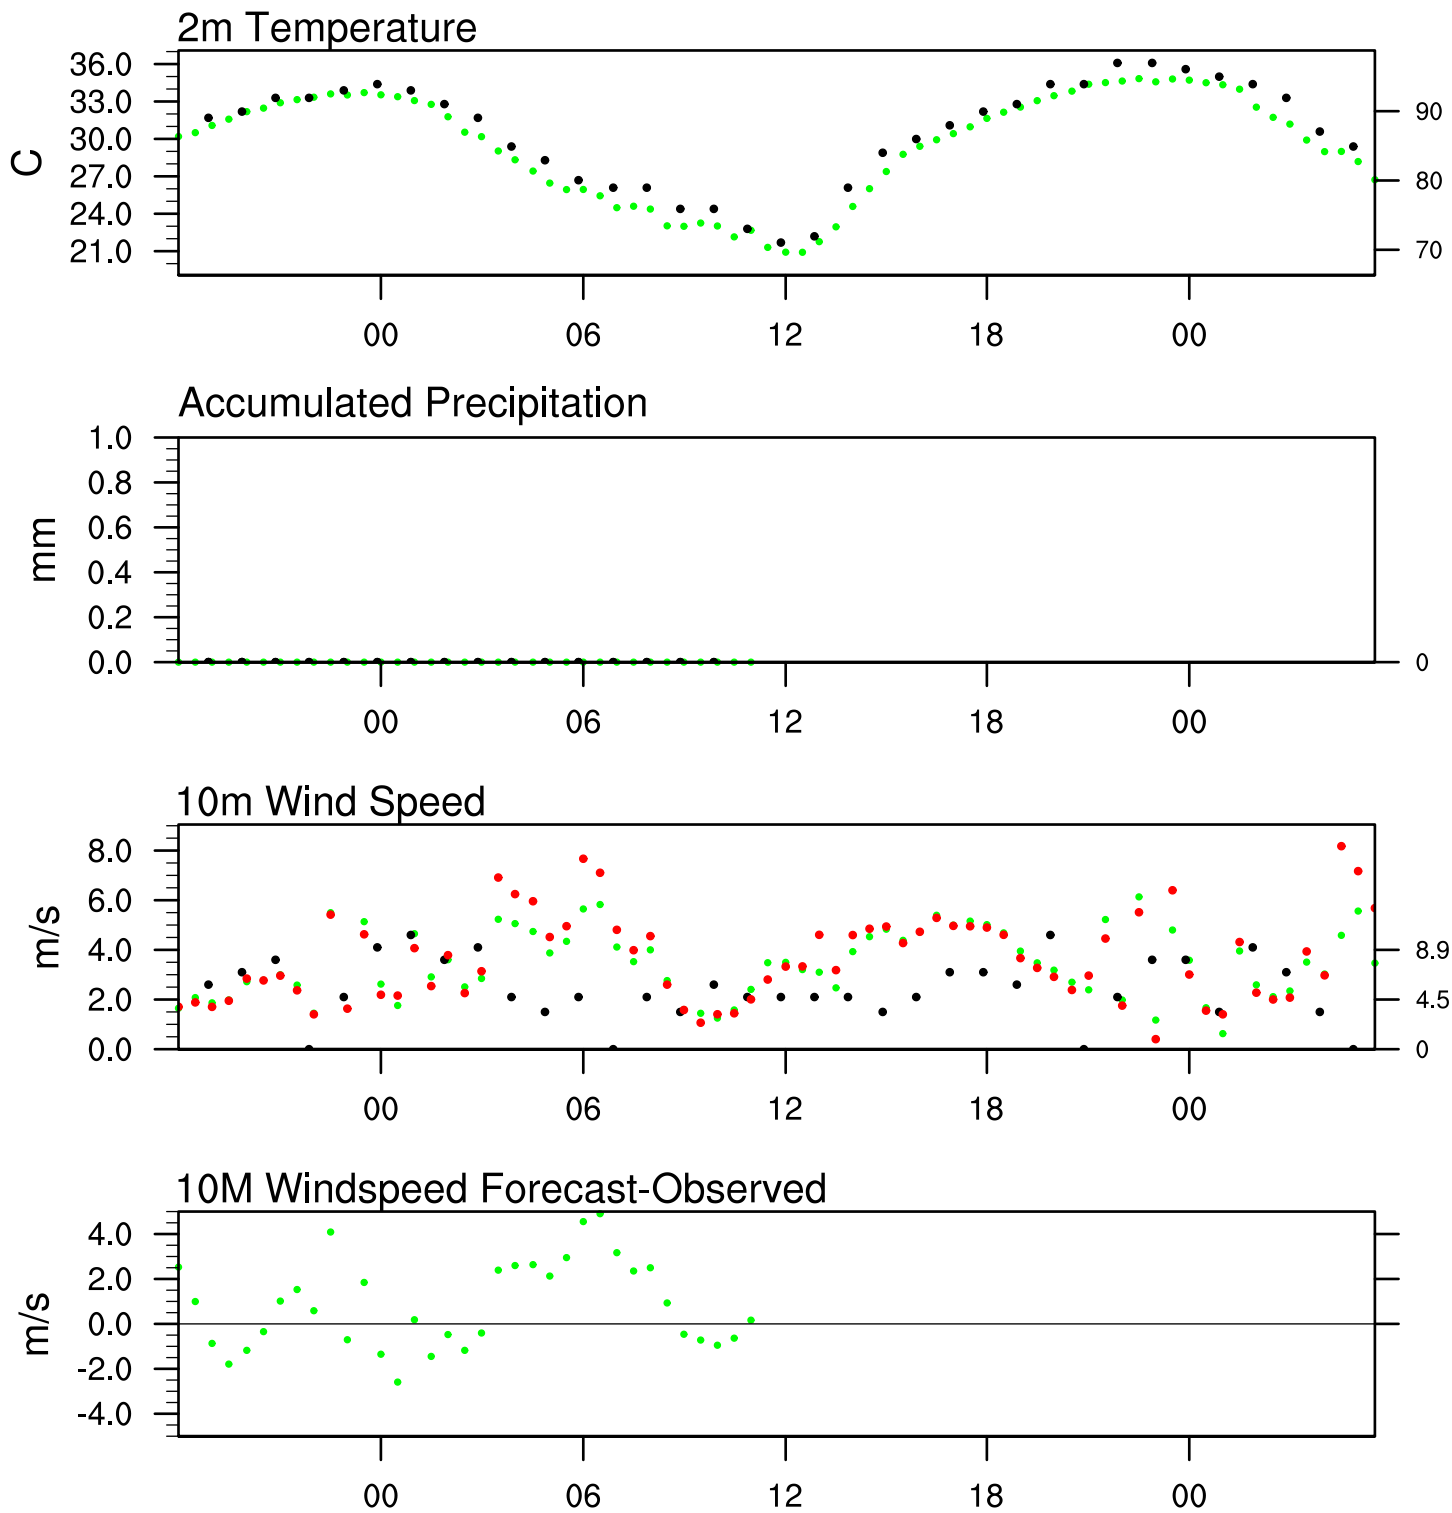 2m Temperature
36.0
33.0
30.0
27.0
24.0
21.0
C
90
80
70
00 06 12 18 00
Accumulated Precipitation
1.0
0.8
0.6
0.4
0.2
0.0
mm
0
00 06 12 18 00
10m Wind Speed
8.0
6.0
4.0
2.0
0.0
m/s
8.9
4.5
0
00 06 12 18 00
10M Windspeed Forecast-Observed
4.0
2.0
0.0
-2.0
-4.0
m/s
00 06 12 18 00